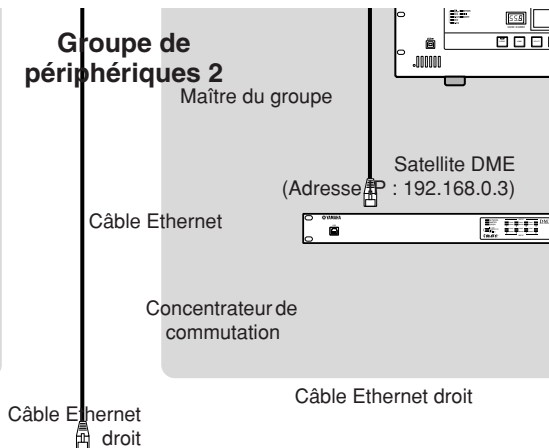 Groupe de
périphériques 2
Maître du groupe
Satellite DME
(Adresse IP : 192.168.0.3)
YAMAHA
Câble Ethernet
Concentrateur de
commutation
Câble Ethernet droit
Câble Ethernet
droit